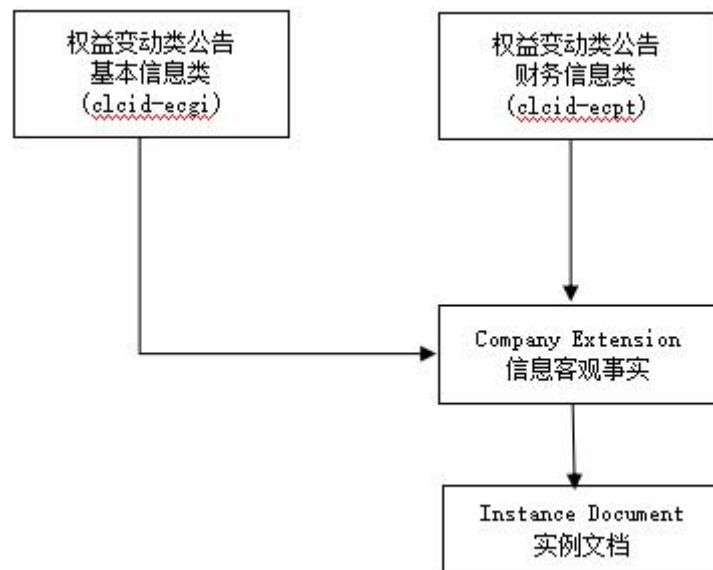 权益变动类公告
基本信息类
(clcid-ecgi)
权益变动类公告
财务信息类
(clcid-ecpt)
Company Extension
信息客观事实
Instance Document
实例文档